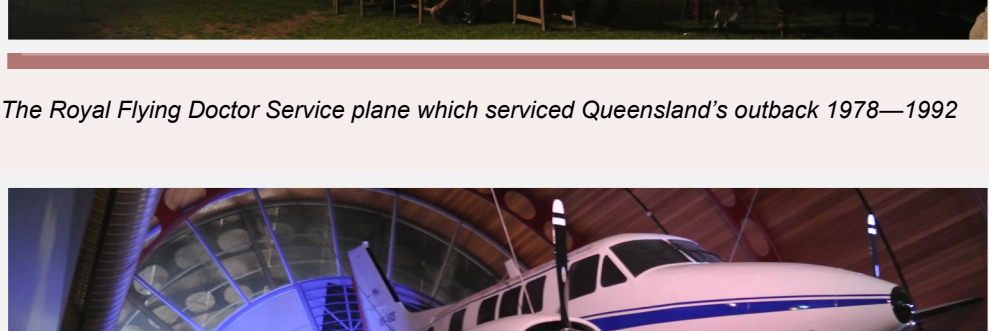 The Royal Flying Doctor Service plane which serviced Queensland’s outback 1978—1992